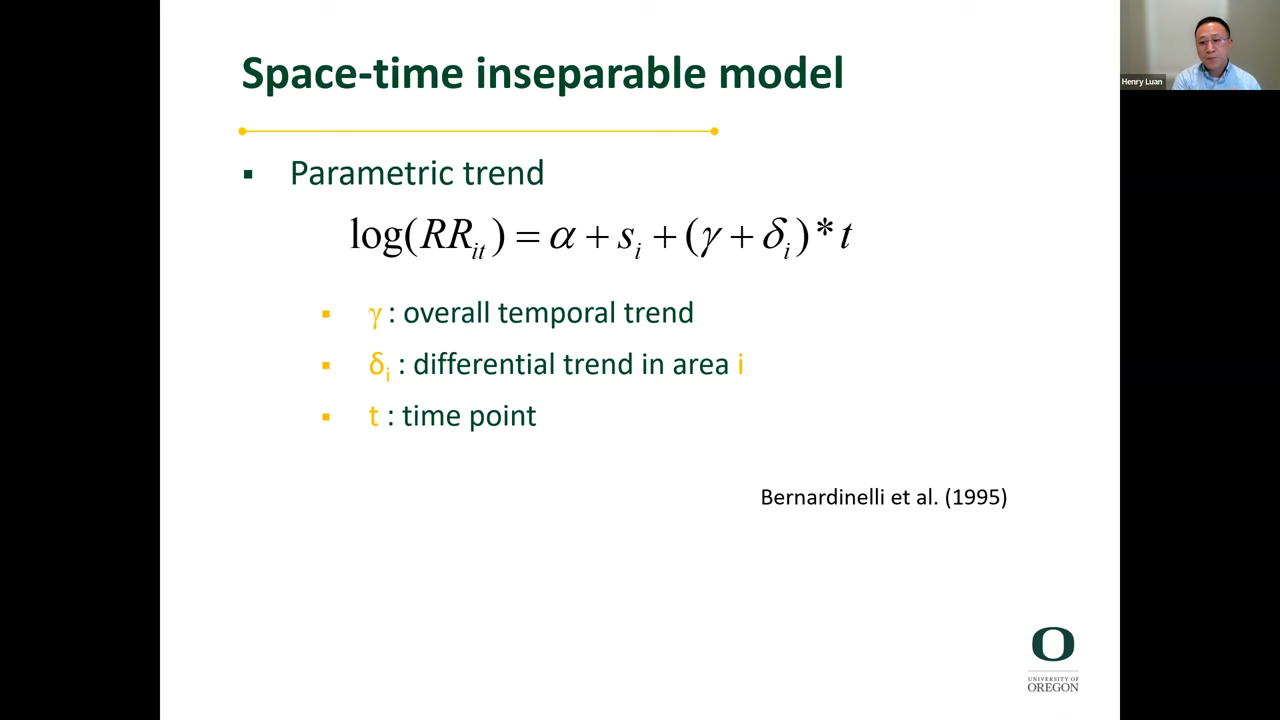 Space-time inseparable model
Henry Luan
▪ Parametric trend
log(RR_it) = α + s_i + (γ + δ_i) * t
▪ γ : overall temporal trend
▪ δ_i : differential trend in area i
▪ t : time point
Bernardinelli et al. (1995)
O
UNIVERSITY OF
OREGON